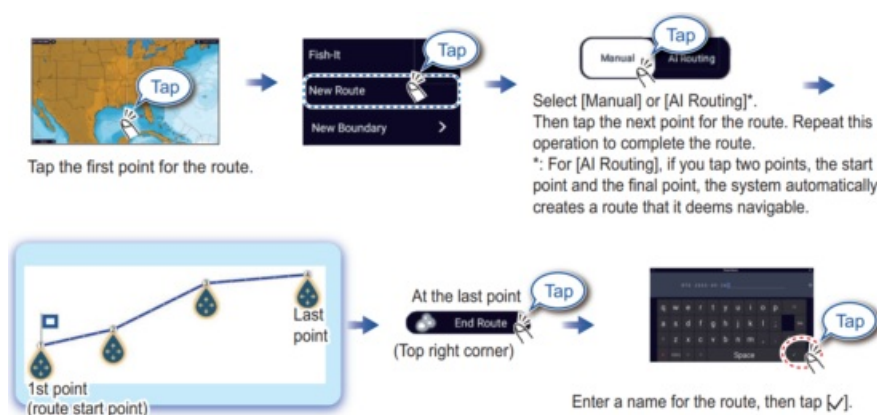 Tap
Tap the first point for the route.
Fish-It
New Route
New Boundary
Tap
Manual
AI Routing
Tap
Select [Manual] or [AI Routing]*.
Then tap the next point for the route. Repeat this
operation to complete the route.
*: For [AI Routing], if you tap two points, the start
point and the final point, the system automatically
creates a route that it deems navigable.
Last
point
1st point
(route start point)
At the last point
Tap
End Route
(Top right corner)
q w e r t y u i o p
a s d f g h j k l
z x c v b n m
Space
Tap
Enter a name for the route, then tap [✓].